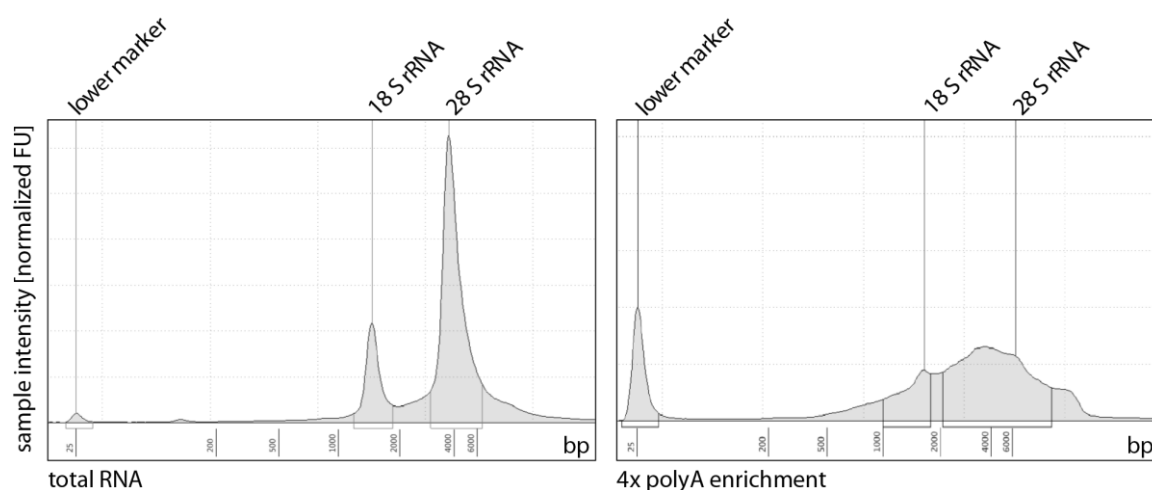 lower marker
18 S rRNA
28 S rRNA
lower marker
18 S rRNA
28 S rRNA
sample intensity [normalized FU]
25
200
500
1000
2000
4000
6000
bp
25
200
500
1000
2000
4000
6000
bp
total RNA
4x polyA enrichment